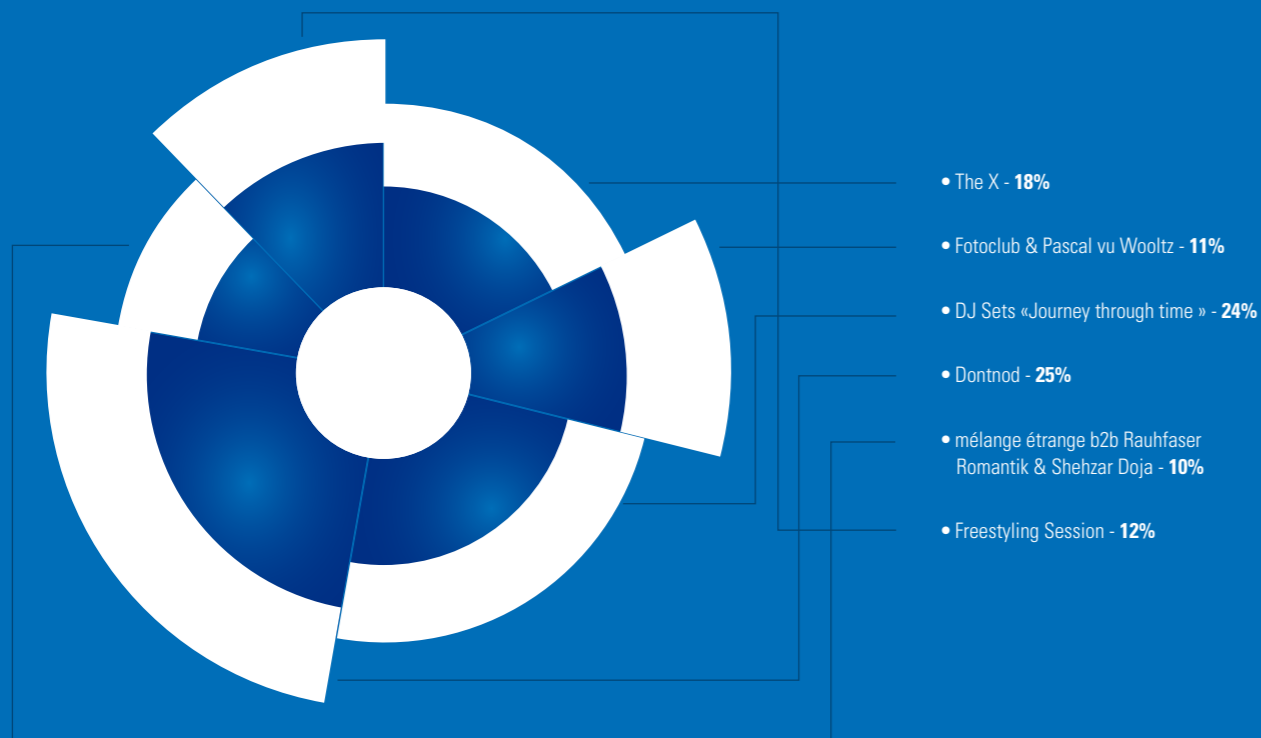 • The X - 18%
• Fotoclub & Pascal vu Wooltz - 11%
• DJ Sets «Journey through time » - 24%
• Dontnod - 25%
• mélange étrange b2b Rauhfaser
Romantik & Shehzar Doja - 10%
• Freestyling Session - 12%